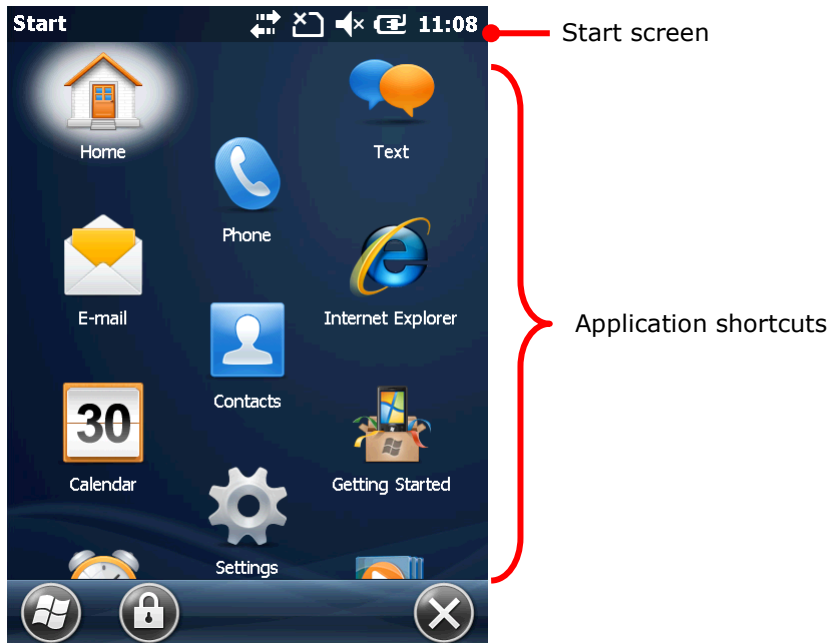 Start 11:08
Start screen
Home
Text
Phone
E-mail
Internet Explorer
Application shortcuts
Contacts
30
Calendar
Getting Started
Settings